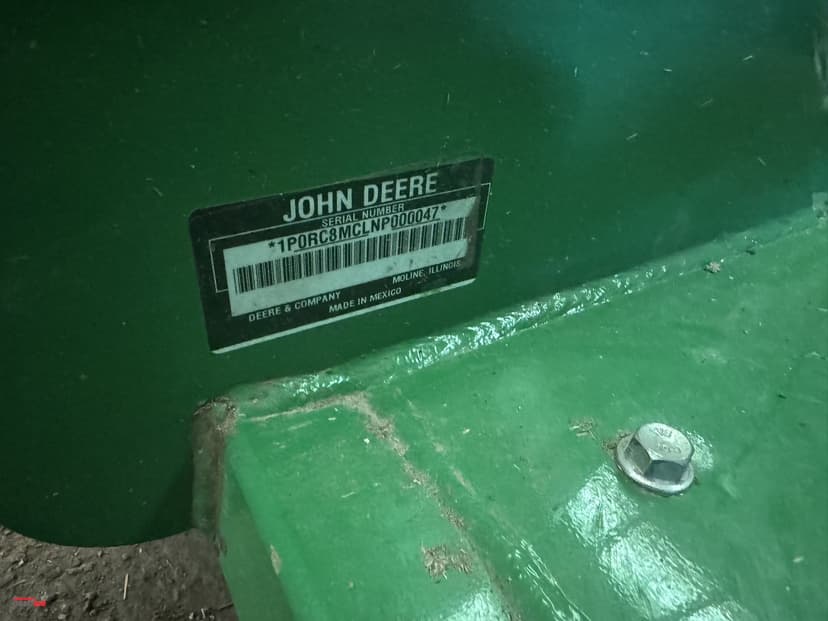 JOHN DEERE
SERIAL NUMBER
*1P0RC8MCLNP000047*
DEERE & COMPANY MOLINE, ILLINOIS
MADE IN MEXICO